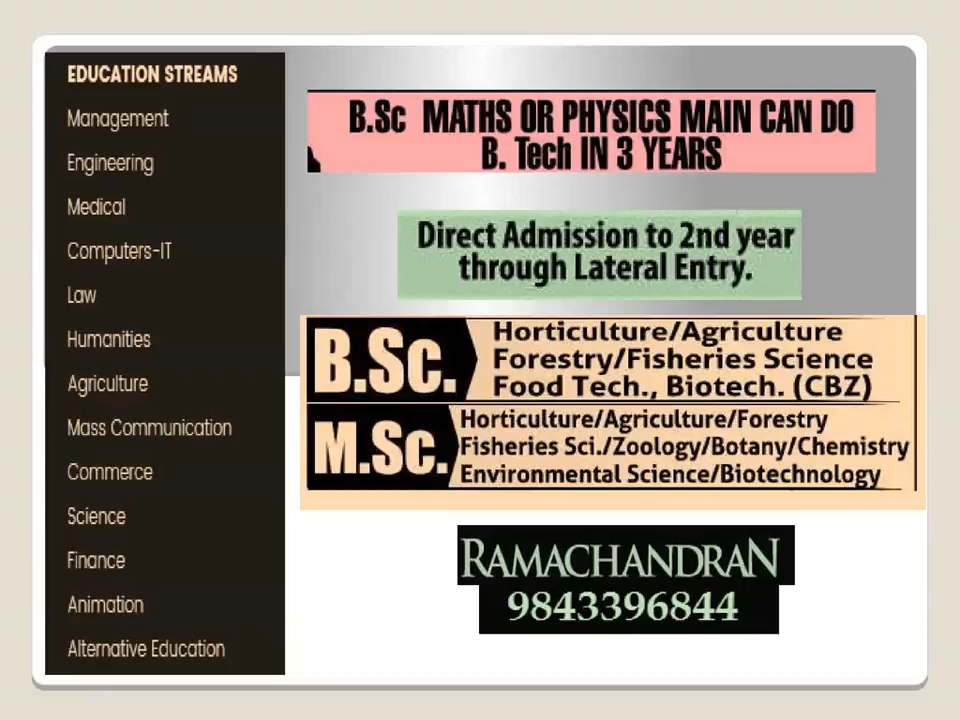 EDUCATION STREAMS
Management
Engineering
Medical
Computers-IT
Law
Humanities
Agriculture
Mass Communication
Commerce
Science
Finance
Animation
Alternative Education
B.Sc MATHS OR PHYSICS MAIN CAN DO
B. Tech IN 3 YEARS
Direct Admission to 2nd year
through Lateral Entry.
B.Sc.
Horticulture/Agriculture
Forestry/Fisheries Science
Food Tech., Biotech. (CBZ)
M.Sc.
Horticulture/Agriculture/Forestry
Fisheries Sci./Zoology/Botany/Chemistry
Environmental Science/Biotechnology
RAMACHANDRAN
9843396844